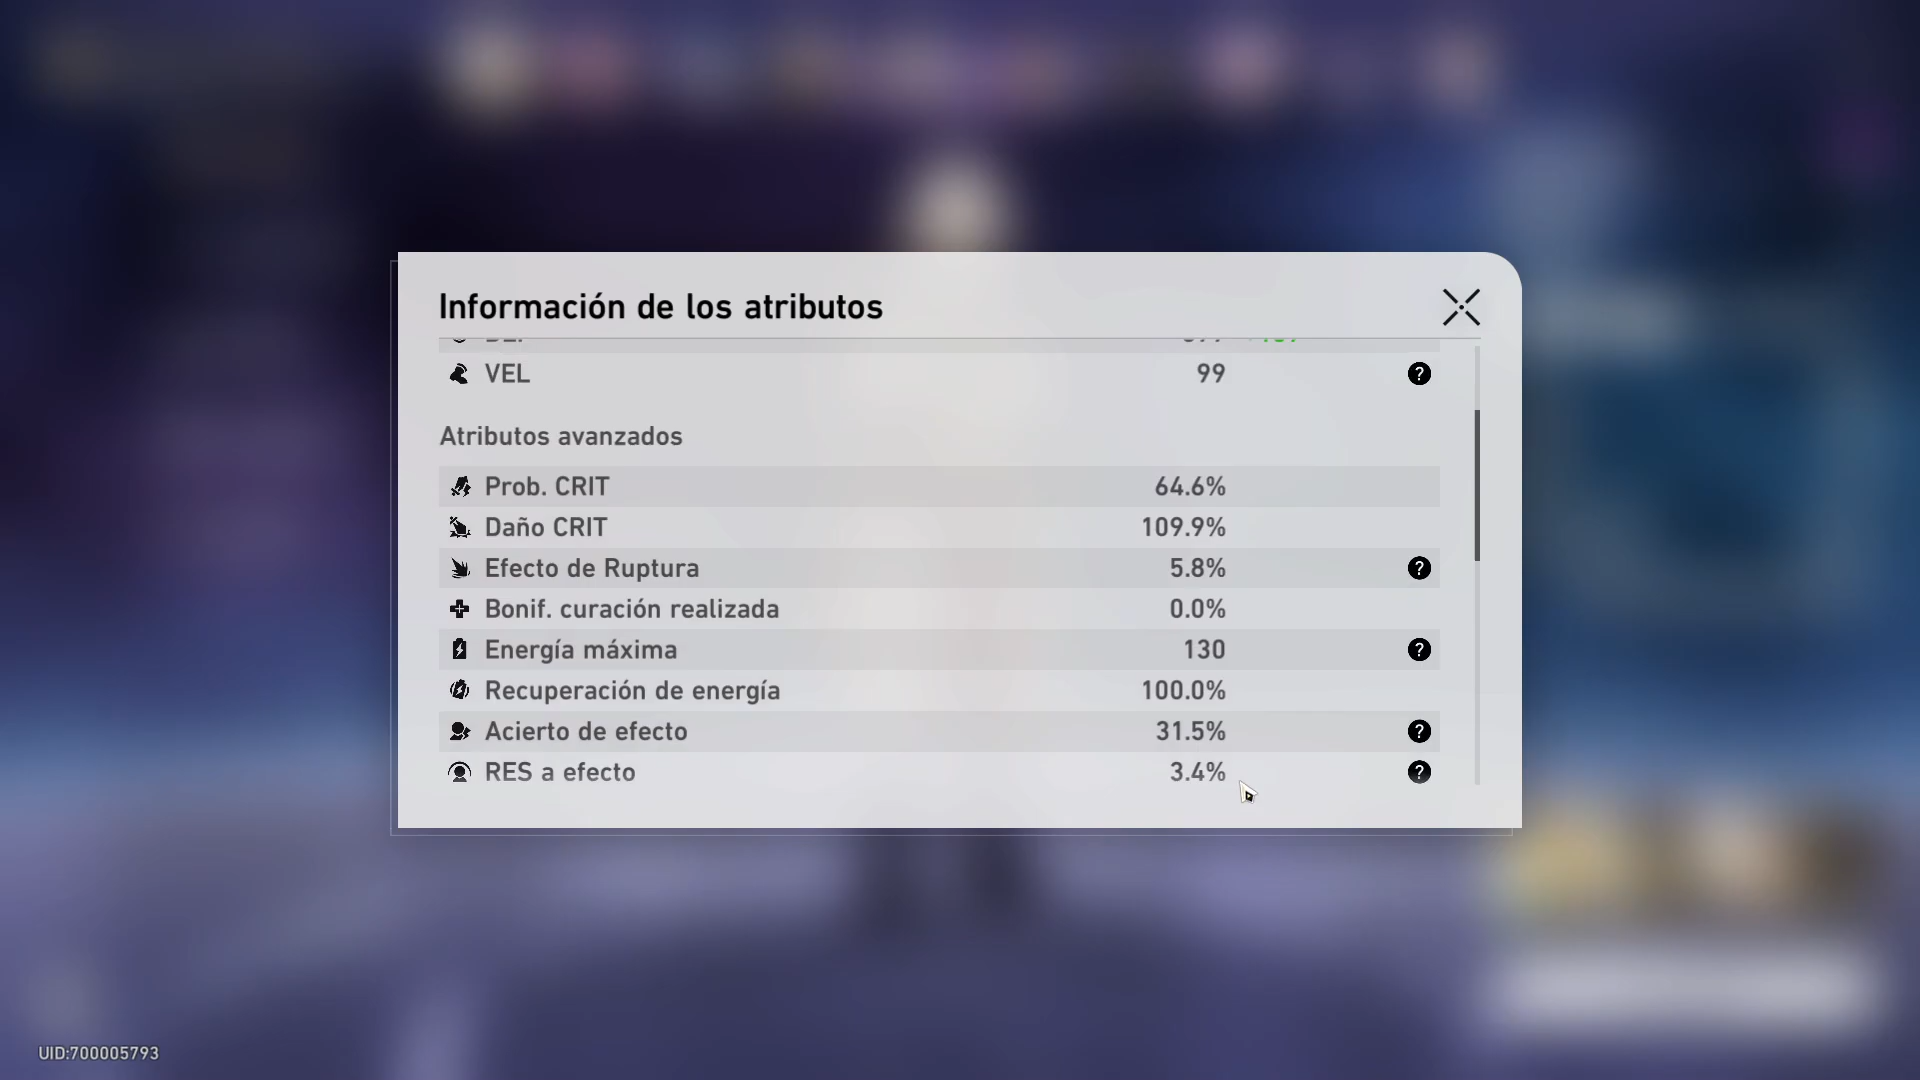 Información de los atributos
VEL 99 ?
Atributos avanzados
Prob. CRIT 64.6%
Daño CRIT 109.9%
Efecto de Ruptura 5.8% ?
Bonif. curación realizada 0.0%
Energía máxima 130 ?
Recuperación de energía 100.0%
Acierto de efecto 31.5% ?
RES a efecto 3.4% ?
UID:700005793